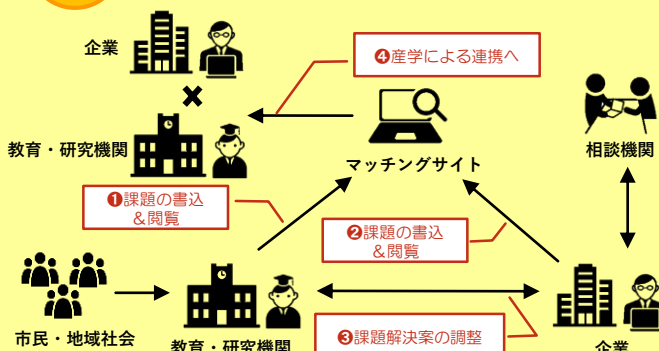 企業
❹産学による連携へ
教育・研究機関
マッチングサイト
相談機関
❶課題の書込
&閲覧
❷課題の書込
&閲覧
市民・地域社会
教育・研究機関
❸課題解決案の調整
企業